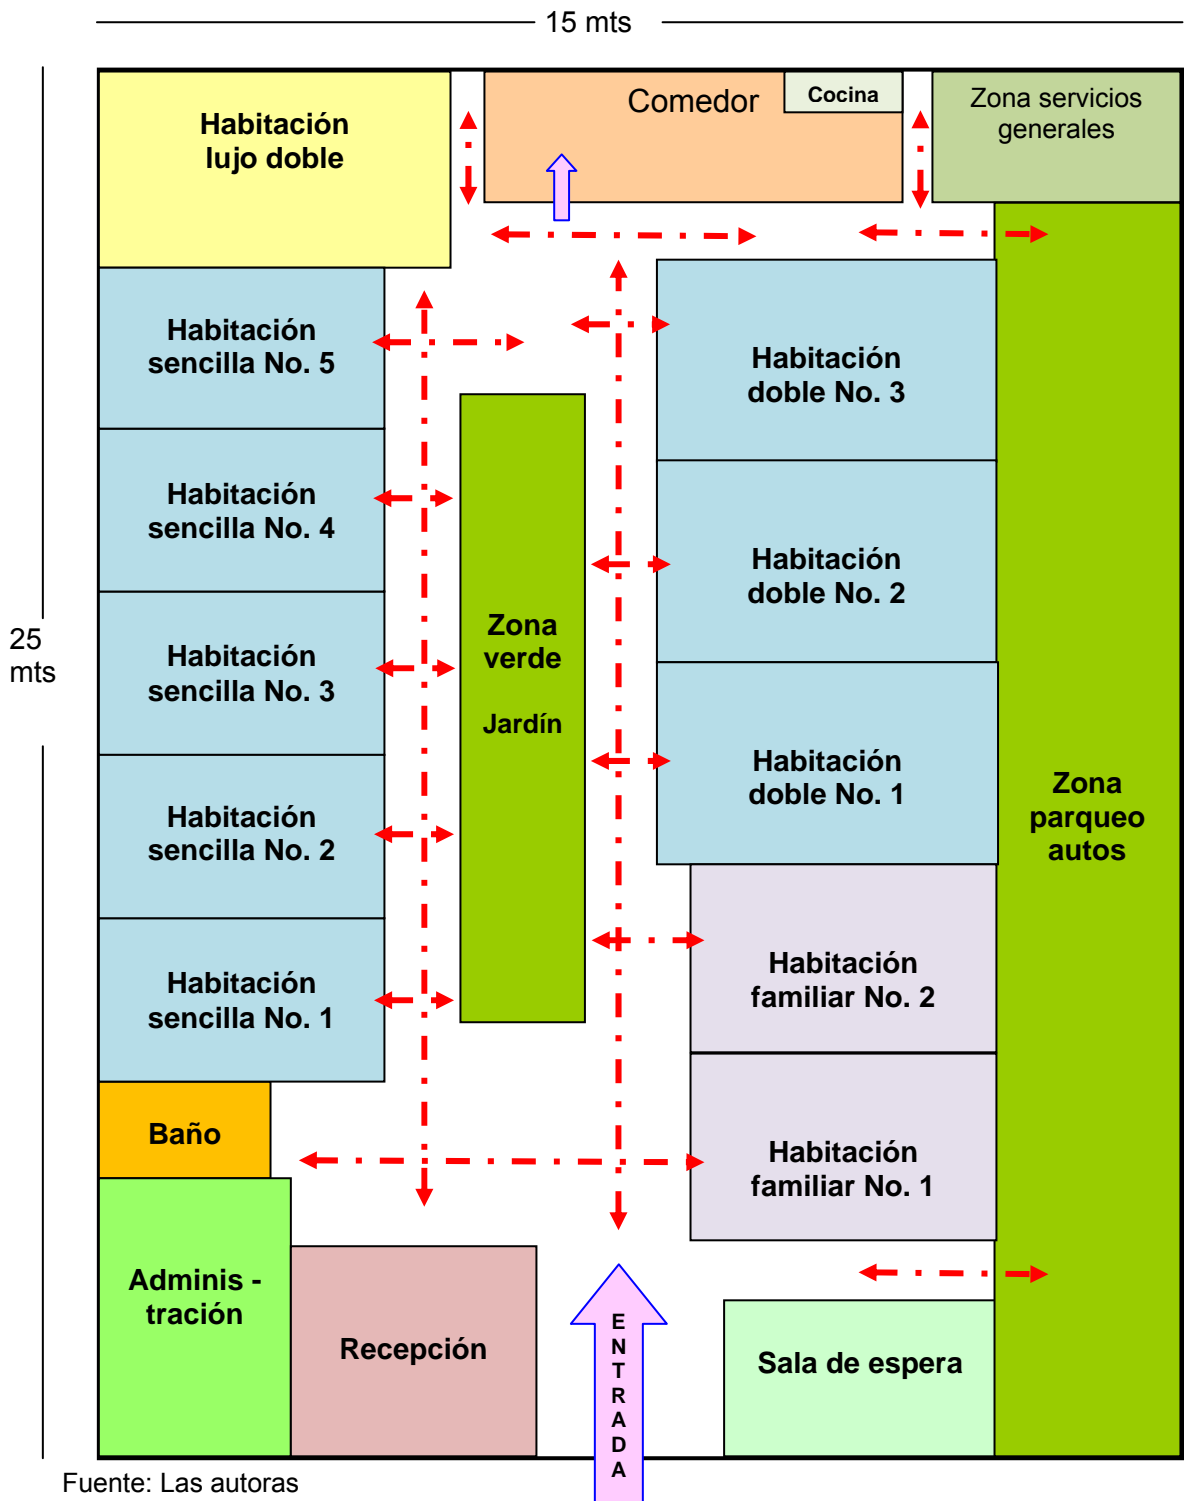 15 mts
Comedor
Cocina
Zona servicios
generales
Habitación
lujo doble
Habitación
sencilla No. 5
Habitación
doble No. 3
Habitación
sencilla No. 4
Habitación
doble No. 2
25
mts
Habitación
sencilla No. 3
Zona
verde
Jardín
Habitación
doble No. 1
Zona
parqueo
autos
Habitación
sencilla No. 2
Habitación
sencilla No. 1
Habitación
familiar No. 2
Baño
Habitación
familiar No. 1
Adminis -
tración
Recepción
ENTRADA
Sala de espera
Fuente: Las autoras